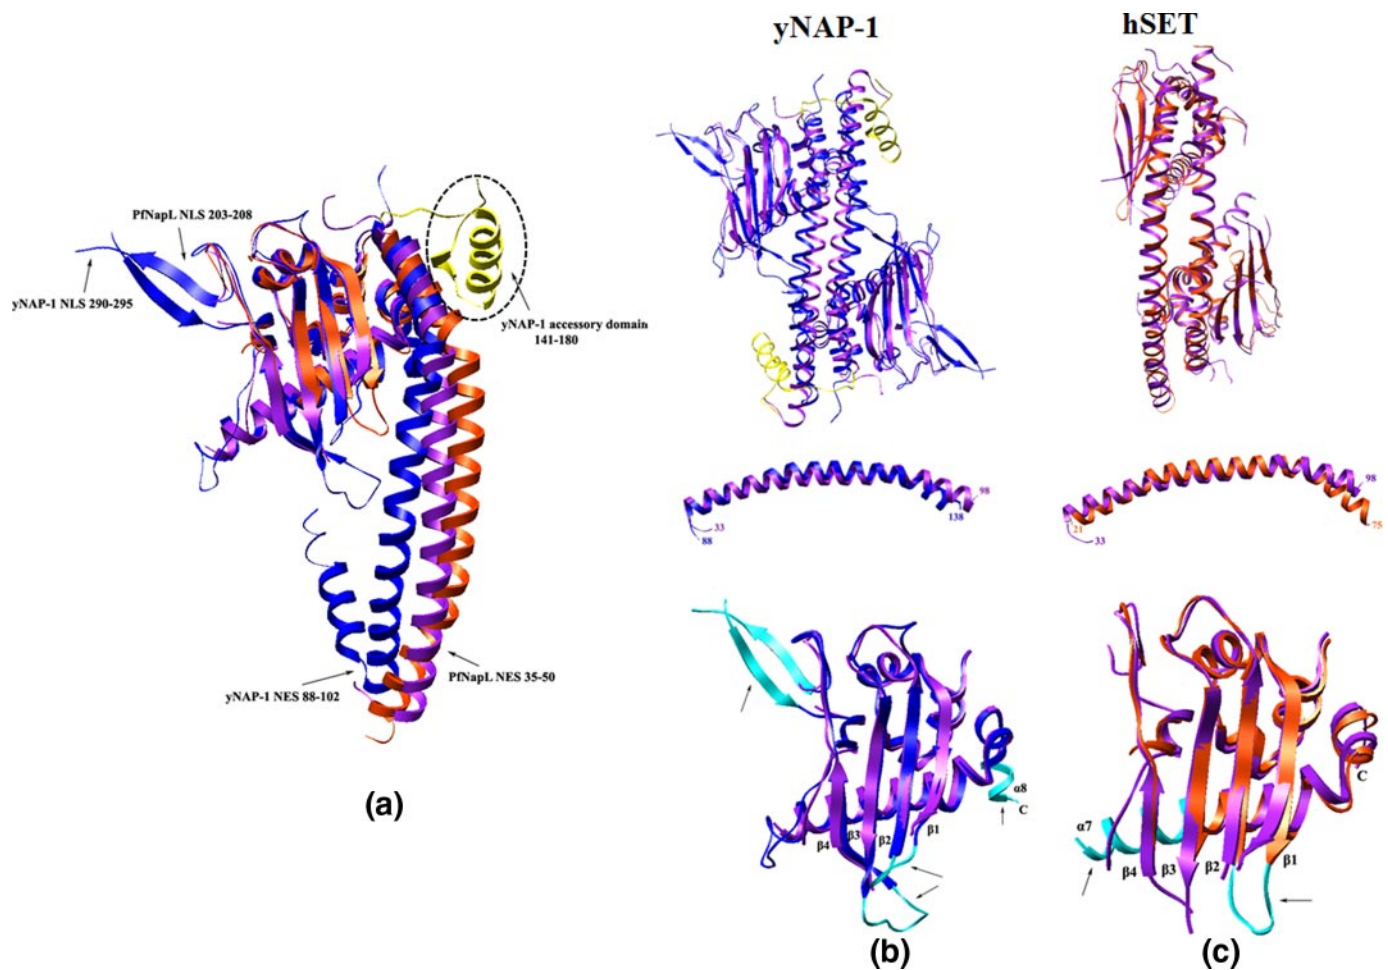 yNAP-1
hSET
PfNapL NLS 203-208
yNAP-1 NLS 290-295
yNAP-1 accessory domain
141-180
PfNapL NES 35-50
yNAP-1 NES 88-102
(a)
98
138
33
88
98
75
21
33
α8
C
β1
β2
β3
β4
(b)
C
α7
β1
β2
β3
β4
(c)